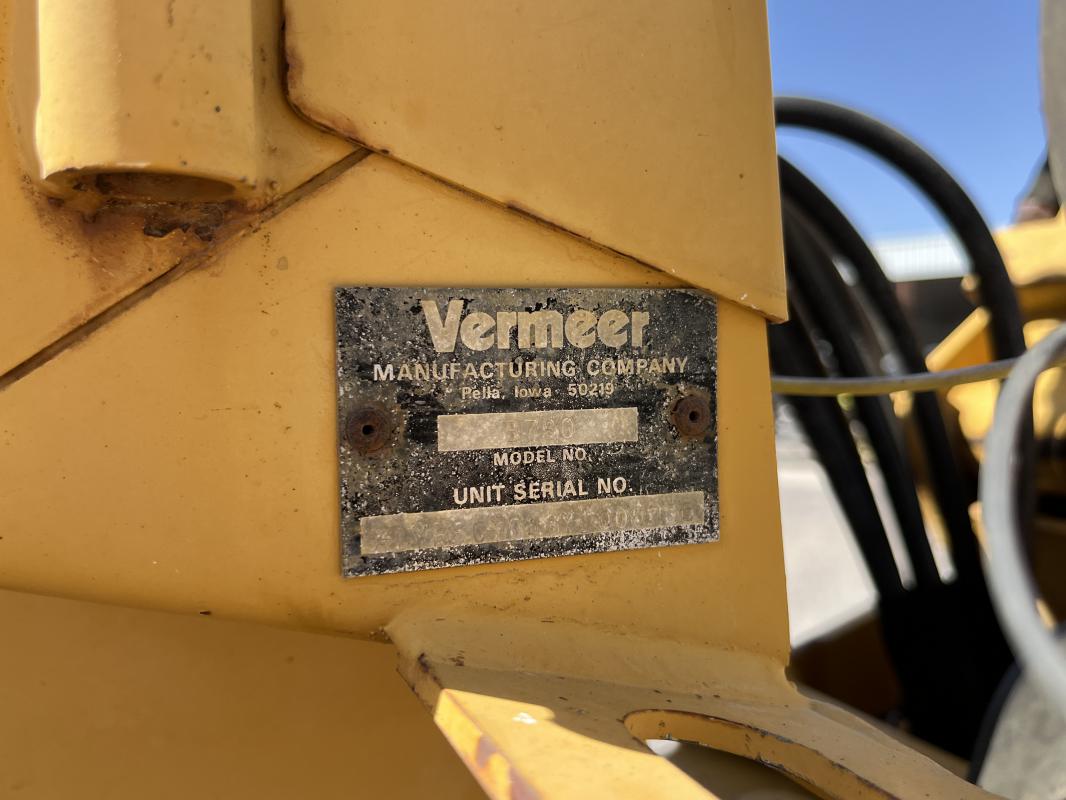 Vermeer
MANUFACTURING COMPANY
Pella, Iowa 50219
MODEL NO.
UNIT SERIAL NO.